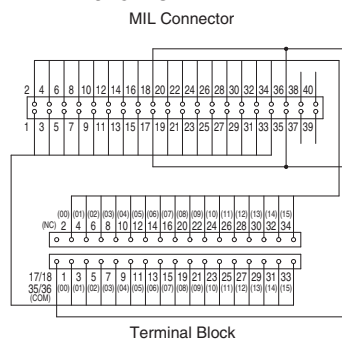 MIL Connector
2 4 6 8 10 12 14 16 18 20 22 24 26 28 30 32 34 36 38 40
1 3 5 7 9 11 13 15 17 19 21 23 25 27 29 31 33 35 37 39
(00) (01) (02) (03) (04) (05) (06) (07) (08) (09) (10) (11) (12) (13) (14) (15)
(NC) 2 4 6 8 10 12 14 16 20 22 24 26 28 30 32 34
17/18 1 3 5 7 9 11 13 15 19 21 23 25 27 29 31 33
35/36 (00) (01) (02) (03) (04) (05) (06) (07) (08) (09) (10) (11) (12) (13) (14) (15)
(COM)
Terminal Block